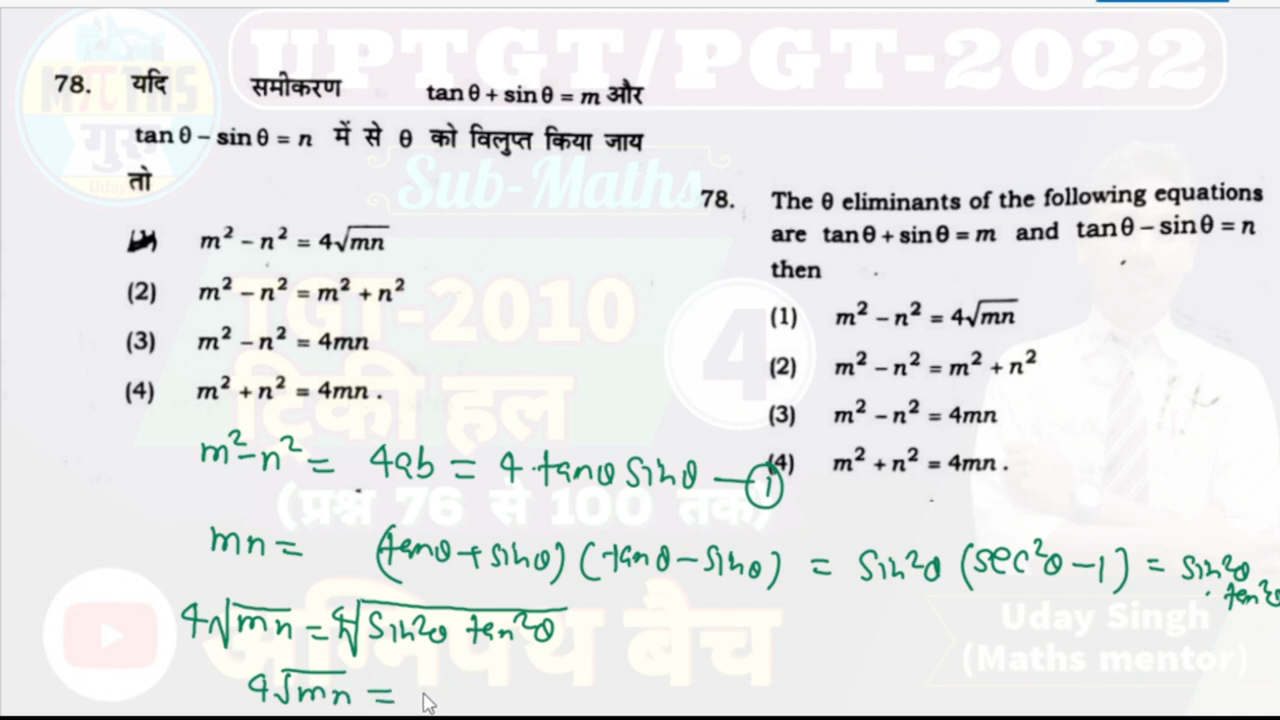 UPTGT/PGT-2022
MπTHS
गुरु
Sub-Maths
TGT-2010
टिकी हल
4
(प्रश्न 76 से 100 तक)
अग्निपथ बैच
Uday Singh
(Maths mentor)
78. यदि समीकरण tan θ + sin θ = m और
tan θ – sin θ = n में से θ को विलुप्त किया जाय
तो
m² – n² = 4√mn
(2) m² – n² = m² + n²
(3) m² – n² = 4mn
(4) m² + n² = 4mn .
78. The θ eliminants of the following equations
are tan θ + sin θ = m and tan θ – sin θ = n
then
(1) m² – n² = 4√mn
(2) m² – n² = m² + n²
(3) m² – n² = 4mn
(4) m² + n² = 4mn .
m² – n² = 4ab = 4 · tanθ sinθ — ①
mn = (tanθ + sinθ) (tanθ – sinθ) = sin²θ (sec²θ – 1) = sin²θ · tan²θ
4√mn = 4√sin²θ tan²θ
4√mn =